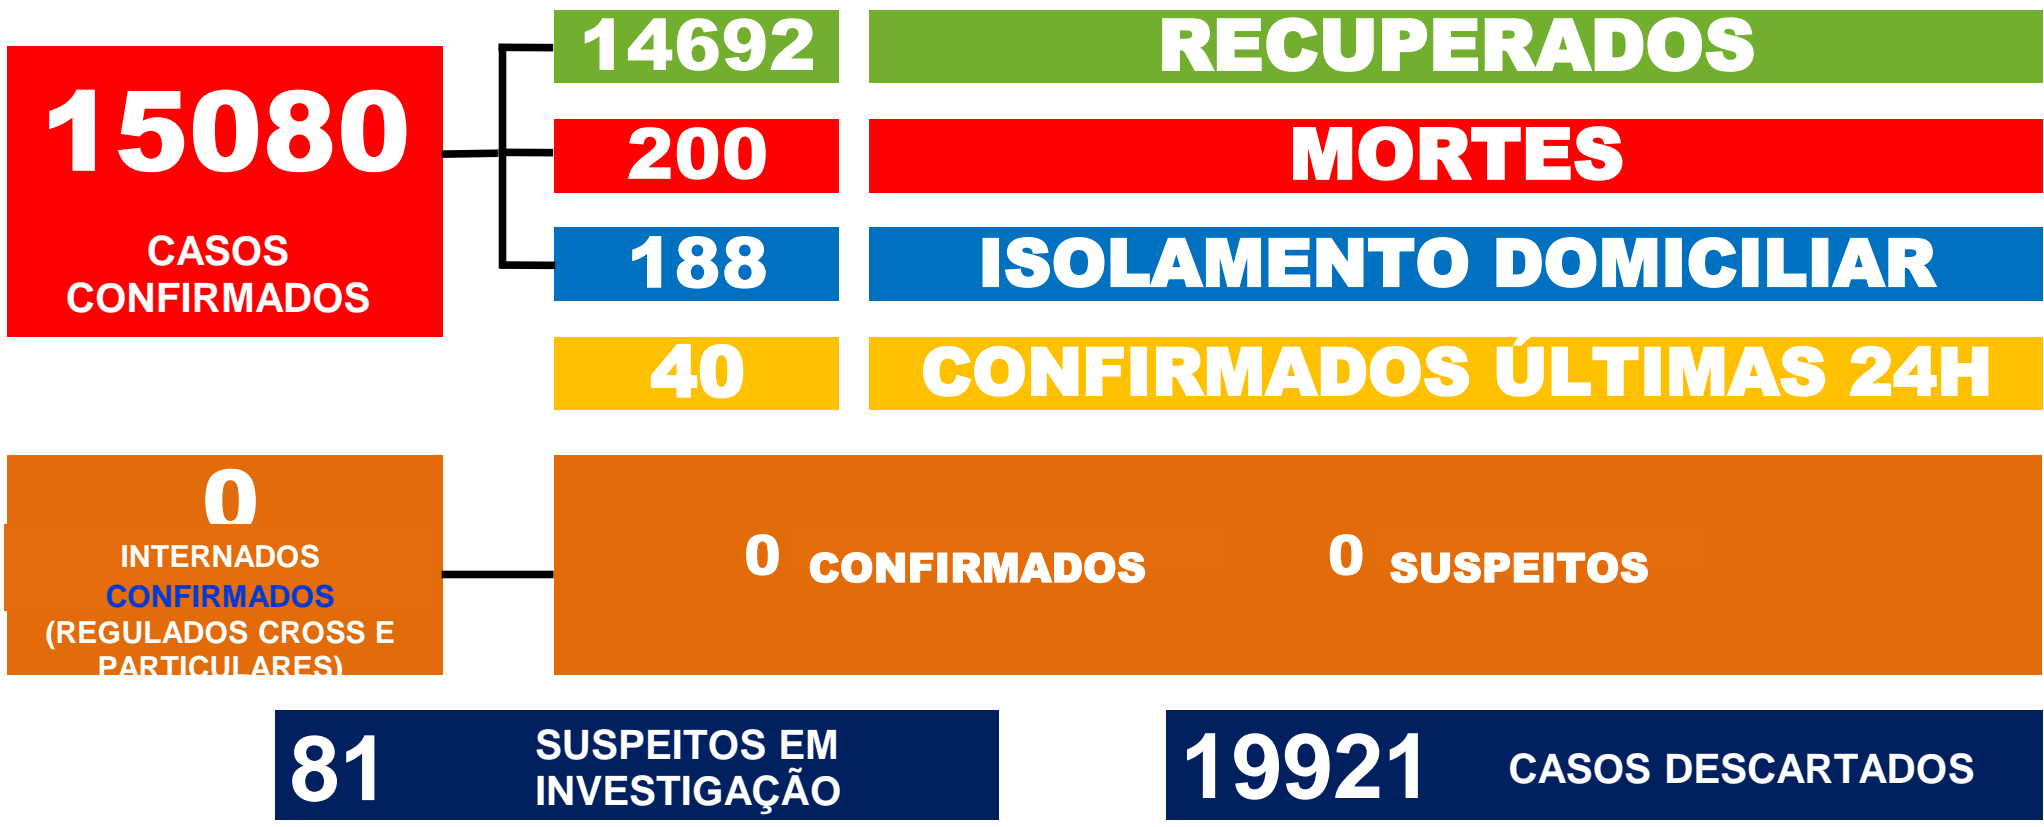 15080
CASOS
CONFIRMADOS
14692 RECUPERADOS
200 MORTES
188 ISOLAMENTO DOMICILIAR
40 CONFIRMADOS ÚLTIMAS 24H
0
INTERNADOS
CONFIRMADOS
(REGULADOS CROSS E
PARTICULARES)
0 CONFIRMADOS 0 SUSPEITOS
81 SUSPEITOS EM
INVESTIGAÇÃO
19921 CASOS DESCARTADOS